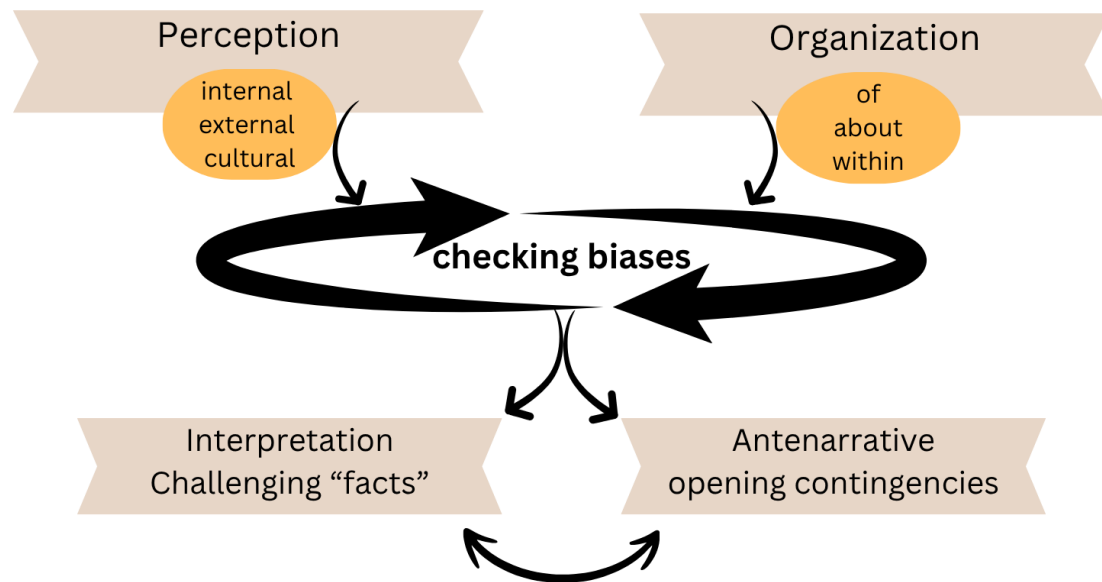 Perception
internal
external
cultural
Organization
of
about
within
checking biases
Interpretation
Challenging “facts”
Antenarrative
opening contingencies